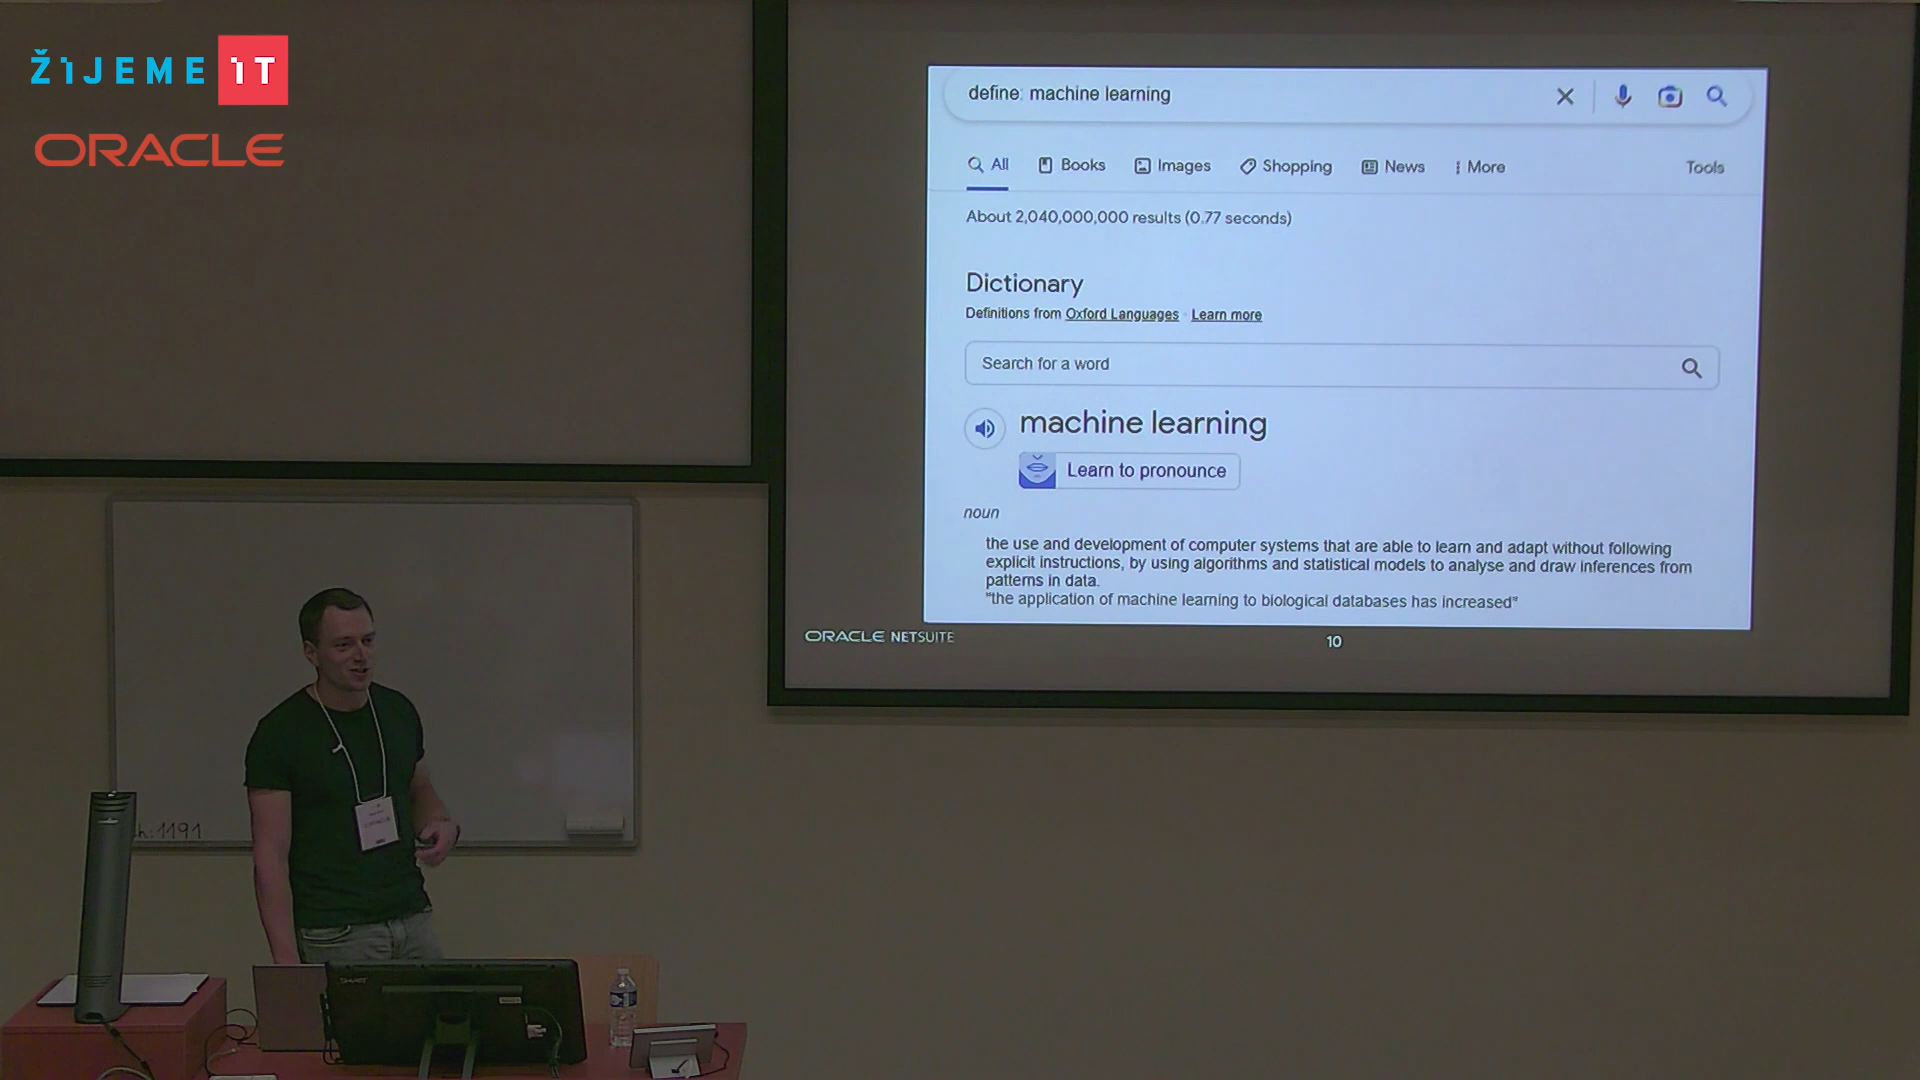 ŽIJEME IT
ORACLE
define: machine learning
All Books Images Shopping News More Tools
About 2,040,000,000 results (0.77 seconds)
Dictionary
Definitions from Oxford Languages · Learn more
Search for a word
machine learning
Learn to pronounce
noun
the use and development of computer systems that are able to learn and adapt without following
explicit instructions, by using algorithms and statistical models to analyse and draw inferences from
patterns in data.
"the application of machine learning to biological databases has increased"
ORACLE NETSUITE
10
h:1191
SMART